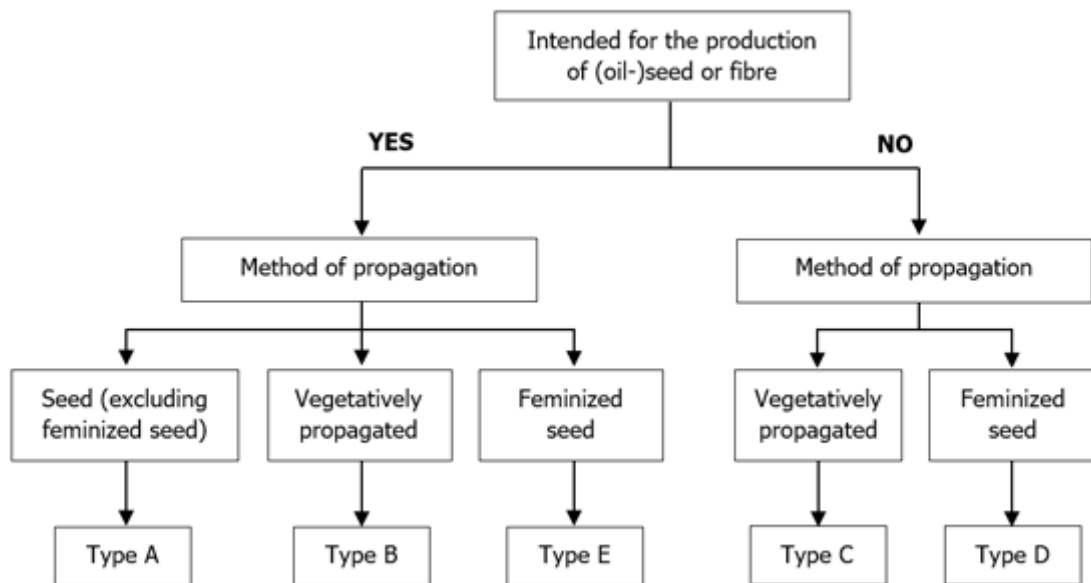 Intended for the production
of (oil-)seed or fibre
YES
NO
Method of propagation
Method of propagation
Seed (excluding
feminized seed)
Vegetatively
propagated
Feminized
seed
Vegetatively
propagated
Feminized
seed
Type A
Type B
Type E
Type C
Type D